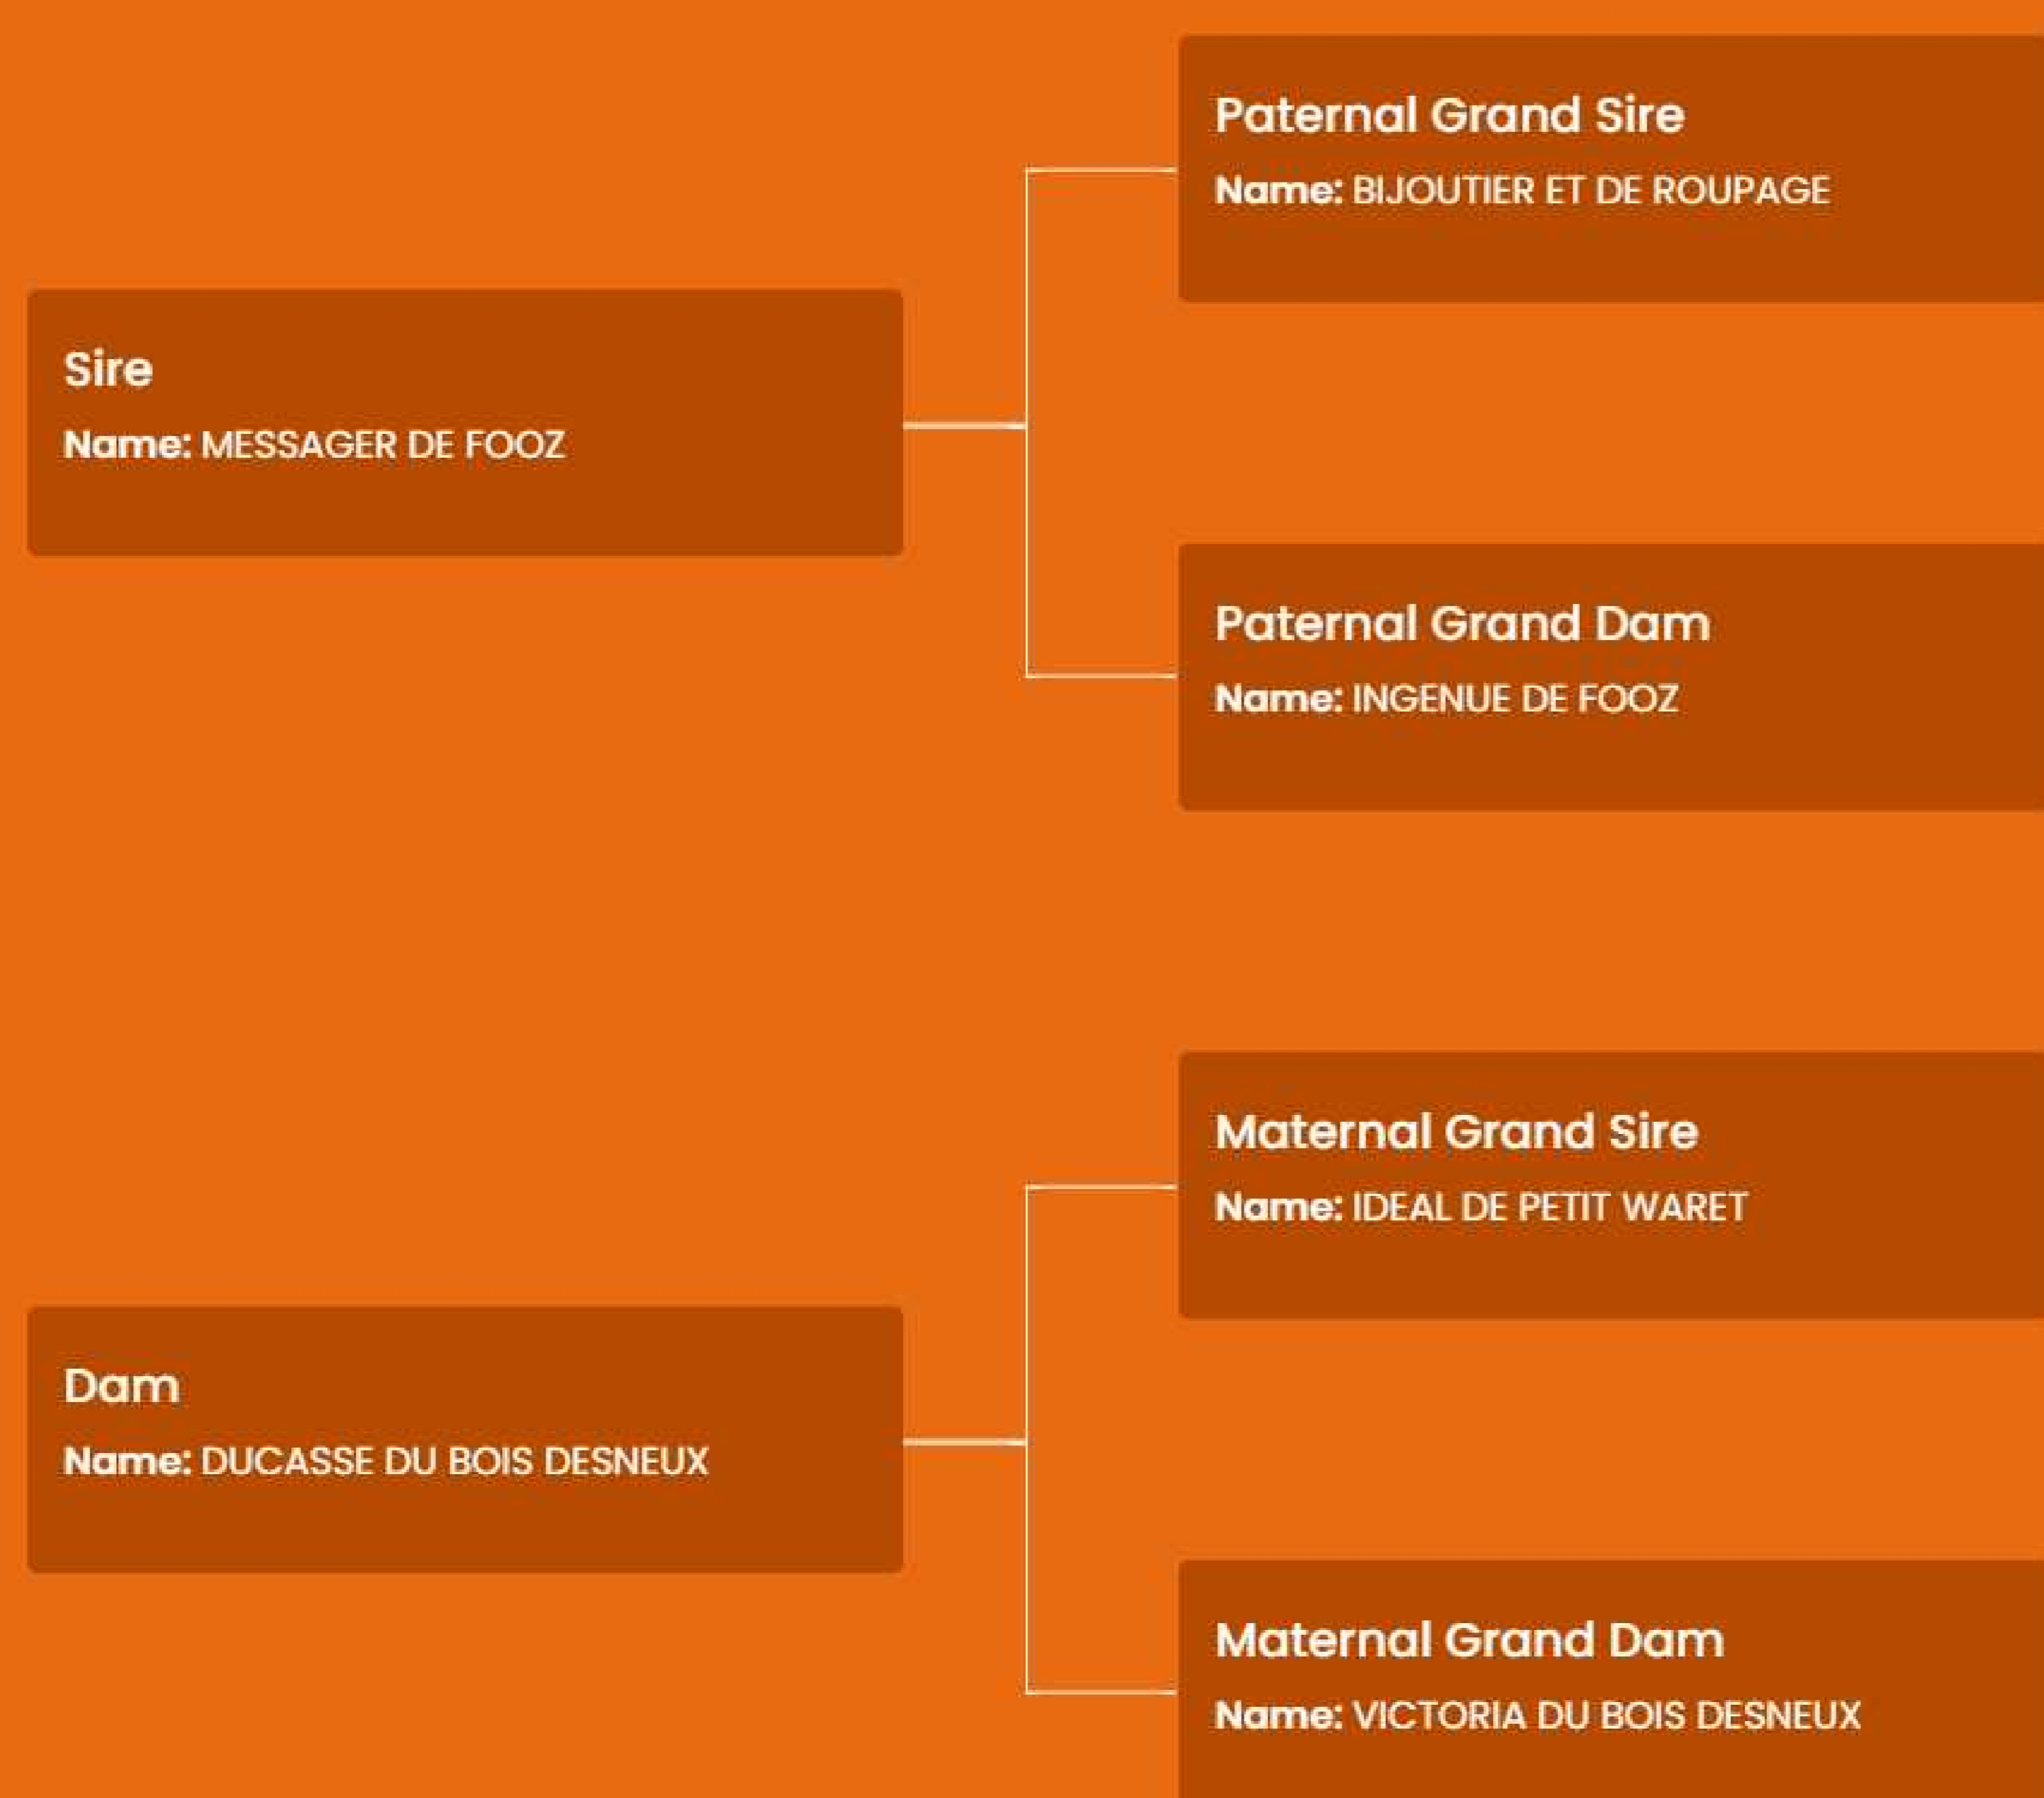 Paternal Grand Sire
Name: BIJOUTIER ET DE ROUPAGE
Sire
Name: MESSAGER DE FOOZ
Paternal Grand Dam
Name: INGENUE DE FOOZ
Maternal Grand Sire
Name: IDEAL DE PETIT WARET
Dam
Name: DUCASSE DU BOIS DESNEUX
Maternal Grand Dam
Name: VICTORIA DU BOIS DESNEUX